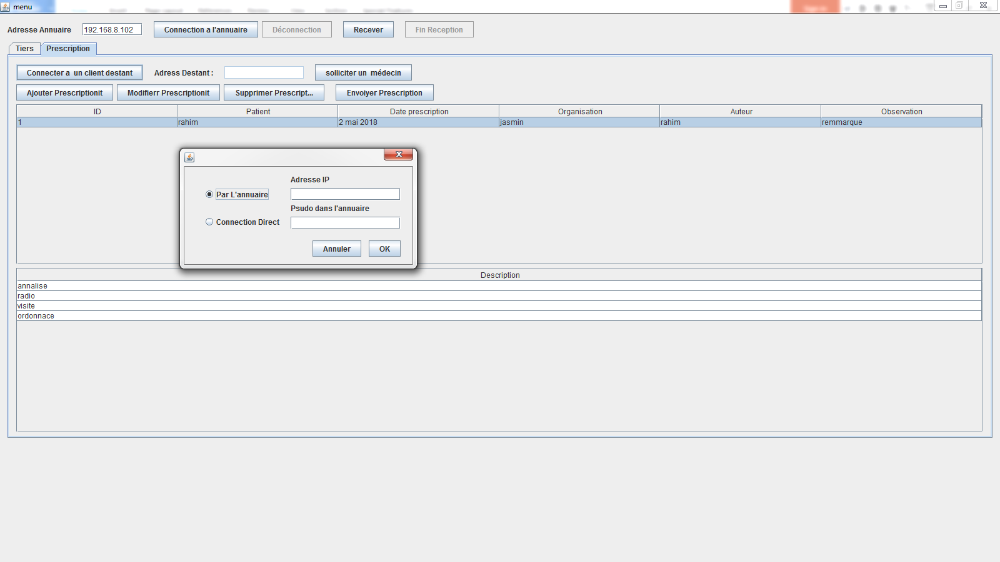 menu
Adresse Annuaire 192.168.8.102 Connection a l'annuaire Déconnection Recever Fin Reception
Tiers Prescription
Connecter a un client destant Adress Destant : solliciter un médecin
Ajouter Prescriptionit Modifierr Prescriptionit Supprimer Prescript... Envoiyer Prescription
ID Patient Date prescription Organisation Auteur Observation
1 rahim 2 mai 2018 jasmin rahim remmarque
Adresse IP
Par L'annuaire
Psudo dans l'annuaire
Connection Direct
Annuler OK
Description
annalise
radio
visite
ordonnace